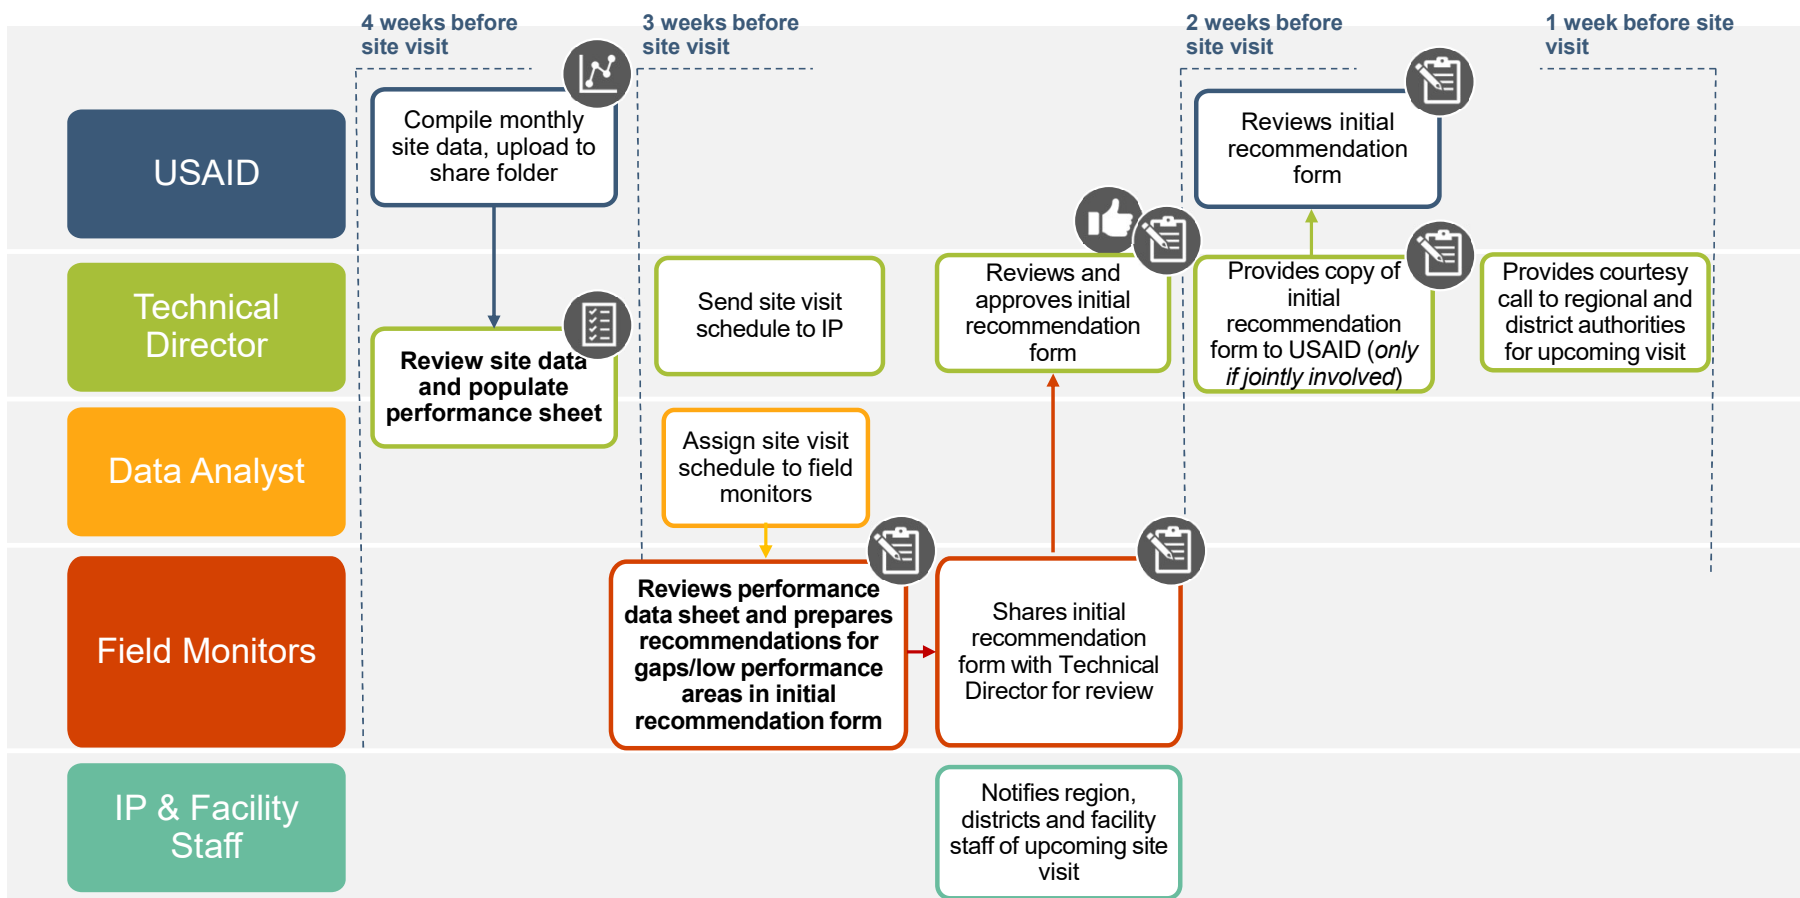 4 weeks before
site visit
3 weeks before
site visit
2 weeks before
site visit
1 week before site
visit
USAID
Compile monthly
site data, upload to
share folder
Reviews initial
recommendation
form
Technical
Director
Review site data
and populate
performance sheet
Send site visit
schedule to IP
Reviews and
approves initial
recommendation
form
Provides copy of
initial
recommendation
form to USAID (only
if jointly involved)
Provides courtesy
call to regional and
district authorities
for upcoming visit
Data Analyst
Assign site visit
schedule to field
monitors
Field Monitors
Reviews performance
data sheet and prepares
recommendations for
gaps/low performance
areas in initial
recommendation form
Shares initial
recommendation
form with Technical
Director for review
IP & Facility
Staff
Notifies region,
districts and facility
staff of upcoming site
visit